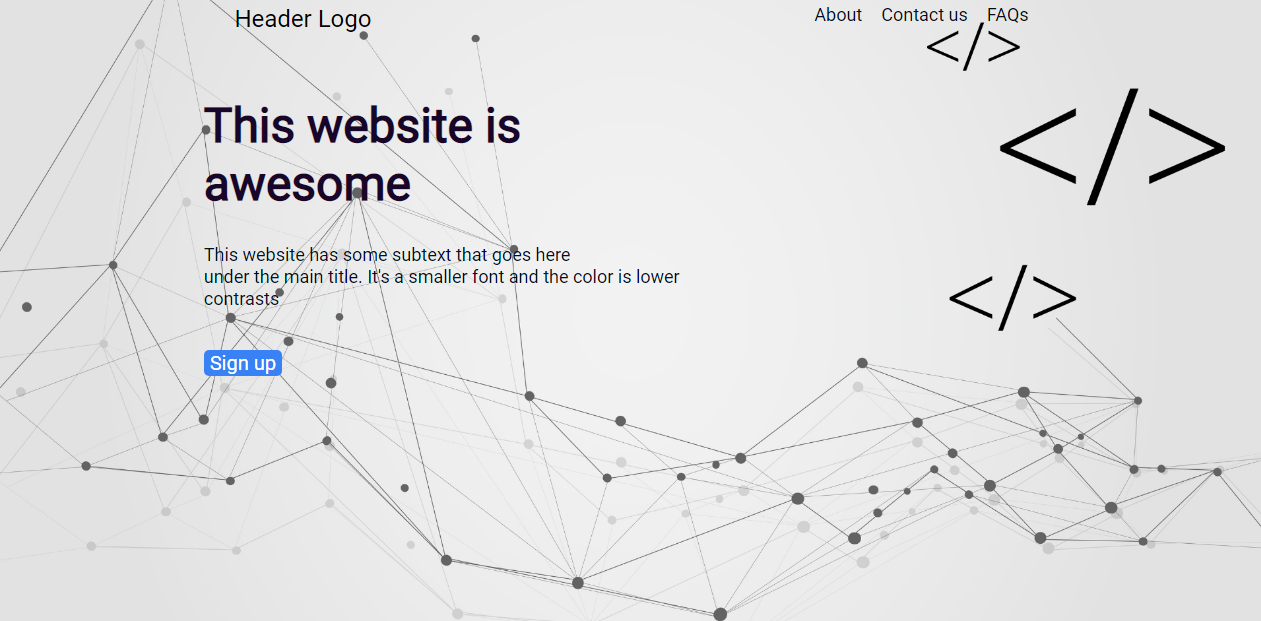 Header Logo
About Contact us FAQs
</>
</>
This website is
awesome
This website has some subtext that goes here
under the main title. It's a smaller font and the color is lower
contrasts
</>
Sign up